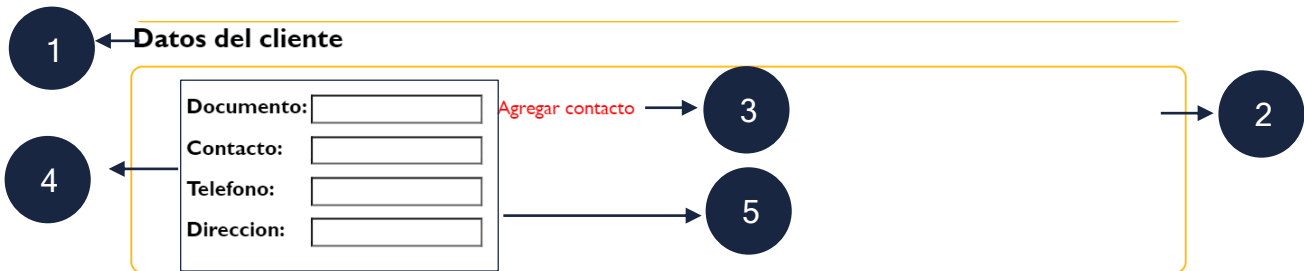 1
Datos del cliente
2
Documento:
Agregar contacto
3
Contacto:
4
Telefono:
5
Direccion: